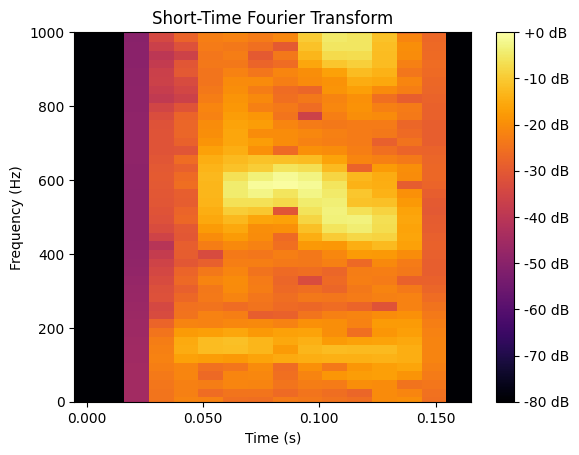 Short-Time Fourier Transform
1000
800
600
400
200
0
Frequency (Hz)
0.000
0.050
0.100
0.150
Time (s)
+0 dB
-10 dB
-20 dB
-30 dB
-40 dB
-50 dB
-60 dB
-70 dB
-80 dB